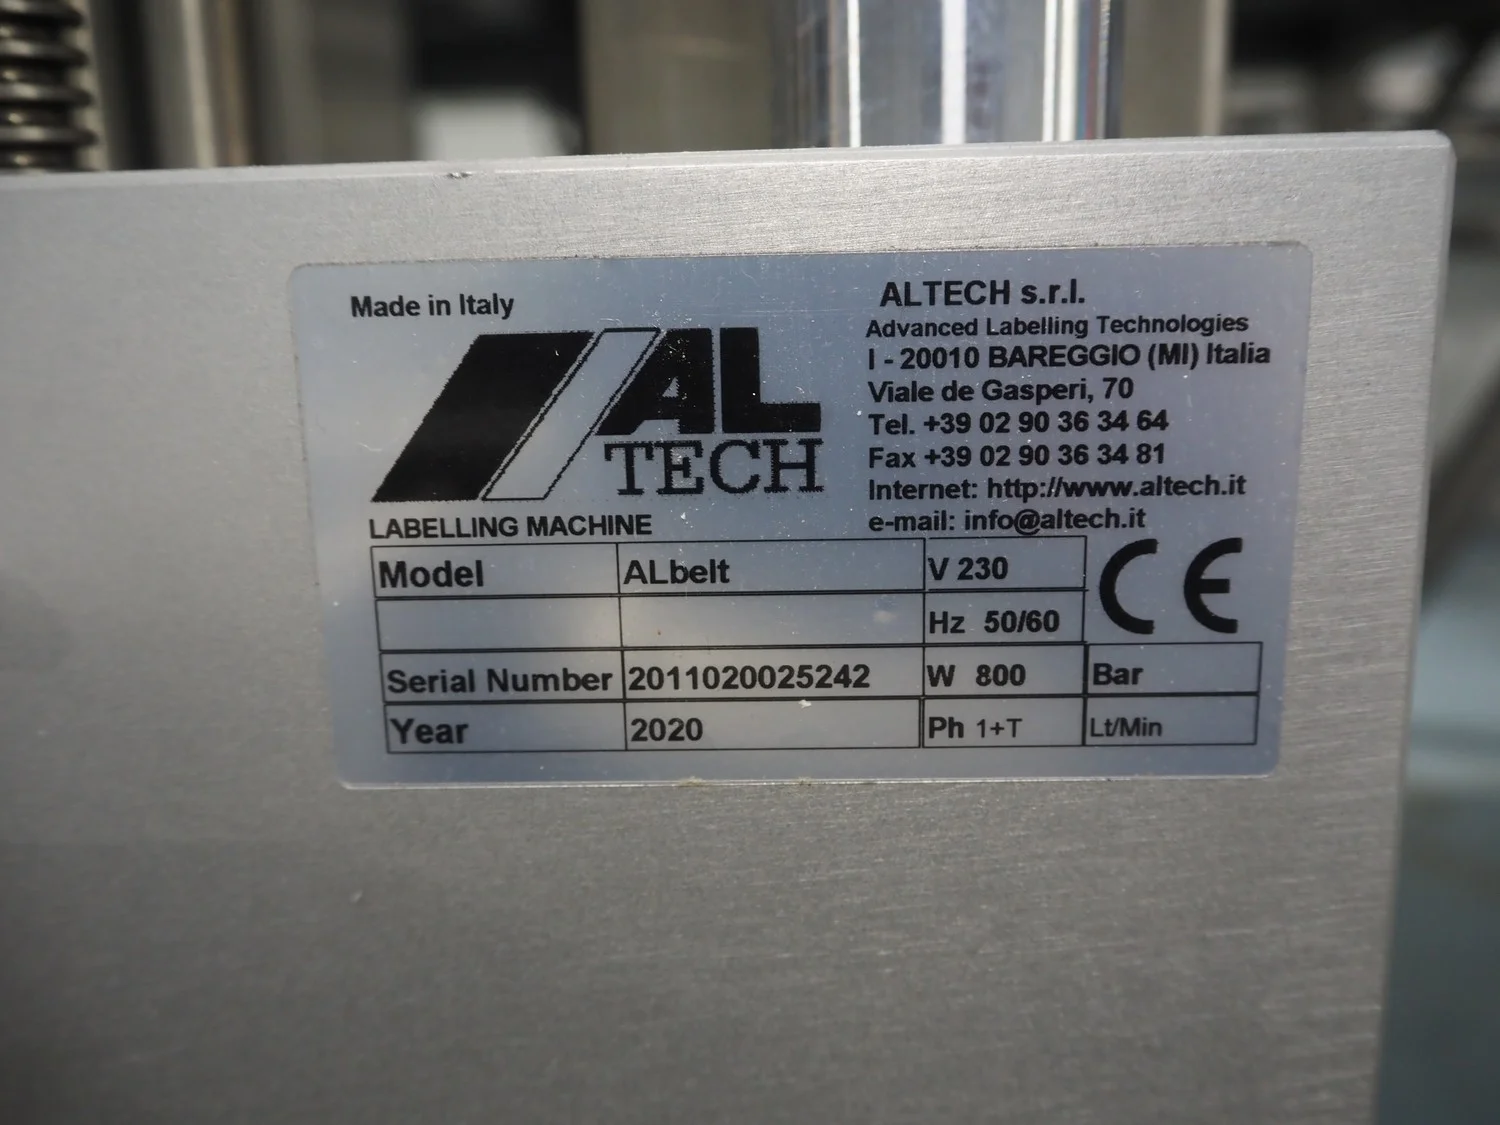 Made in Italy
AL
TECH
LABELLING MACHINE
ALTECH s.r.l.
Advanced Labelling Technologies
I - 20010 BAREGGIO (MI) Italia
Viale de Gasperi, 70
Tel. +39 02 90 36 34 64
Fax +39 02 90 36 34 81
Internet: http://www.altech.it
e-mail: info@altech.it
Model ALbelt V 230
Hz 50/60
CE
Serial Number 2011020025242 W 800 Bar
Year 2020 Ph 1+T Lt/Min